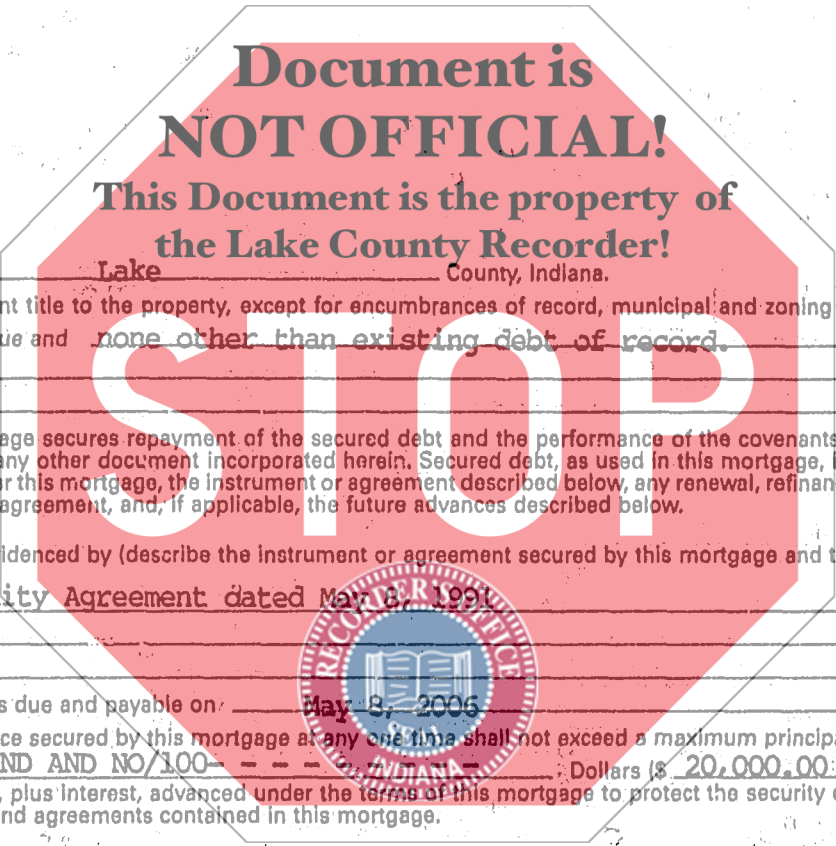 Document is
NOT OFFICIAL!
This Document is the property of
the Lake County Recorder!
Lake County, Indiana.
nt title to the property, except for encumbrances of record, municipal and zoning
ue and none other than existing debt of record.
STOP
age secures repayment of the secured debt and the performance of the covenants
any other document incorporated herein. Secured debt, as used in this mortgage, i
r this mortgage, the instrument or agreement described below, any renewal, refinan
agreement, and, if applicable, the future advances described below.
idenced by (describe the instrument or agreement secured by this mortgage and t
ity Agreement dated May 8, 1991
RECORDER'S OFFICE
s due and payable on May 8, 2006
ce secured by this mortgage at any one time shall not exceed a maximum principa
ND AND NO/100- - - - - - - - Dollars ($ 20,000.00
INDIANA
, plus interest, advanced under the terms of this mortgage to protect the security o
nd agreements contained in this mortgage.